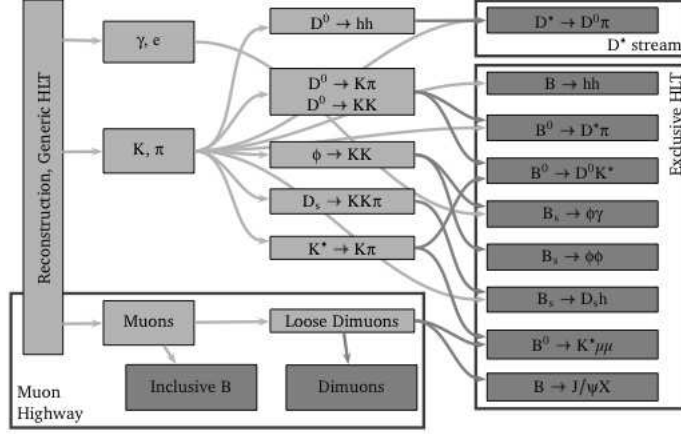 Reconstruction, Generic HLT
γ, e
K, π
Muons
Inclusive B
Muon
Highway
D⁰ → hh
D⁰ → Kπ
D⁰ → KK
ϕ → KK
Dₛ → KKπ
K* → Kπ
Loose Dimuons
Dimuons
D* → D⁰π
D* stream
Exclusive HLT
B → hh
B⁰ → D*π
B⁰ → D⁰K*
Bₛ → ϕγ
Bₛ → ϕϕ
Bₛ → Dₛh
B⁰ → K*μμ
B → J/ψX